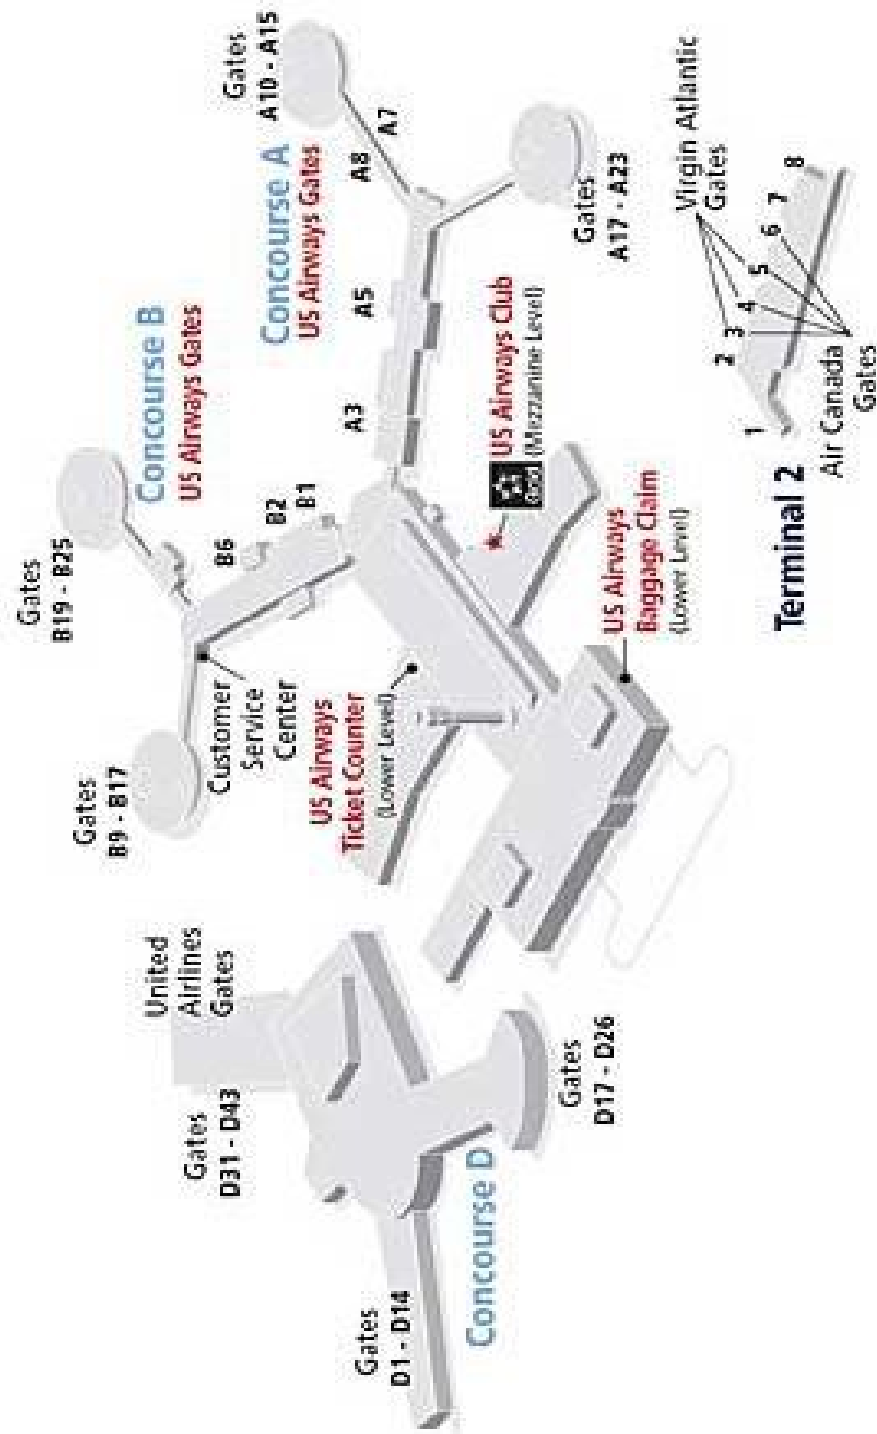 United
Airlines
Gates
Gates
D31 - D43
Gates
D1 - D14
Concourse D
Gates
D17 - D26
Gates
B9 - B17
Gates
B19 - B25
Concourse B
US Airways Gates
B6
B2
B1
Customer
Service
Center
US Airways
Ticket Counter
(Lower Level)
Gates
A10 - A15
Concourse A
US Airways Gates
A8
A7
A5
A3
Gates
A17 - A23
US Airways Club
(Mezzanine Level)
US Airways
Baggage Claim
(Lower Level)
Virgin Atlantic
Gates
1
2
3
4
5
6
7
8
Air Canada
Gates
Terminal 2